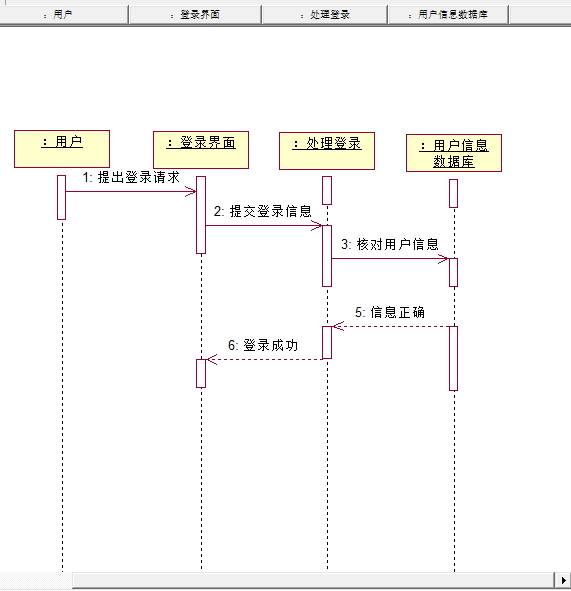 ：用户
：登录界面
：处理登录
：用户信息数据库
：用户
：登录界面
：处理登录
：用户信息
数据库
1: 提出登录请求
2: 提交登录信息
3: 核对用户信息
5: 信息正确
6: 登录成功